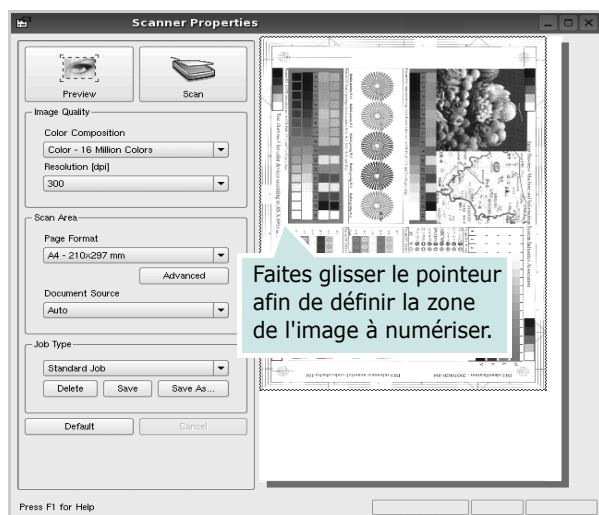 Scanner Properties
Preview
Scan
Image Quality
Color Composition
Color - 16 Million Colors
Resolution [dpi]
300
Scan Area
Page Format
A4 - 210x297 mm
Advanced
Document Source
Auto
Job Type
Standard Job
Delete
Save
Save As...
Default
Cancel
Press F1 for Help
Faites glisser le pointeur
afin de définir la zone
de l'image à numériser.